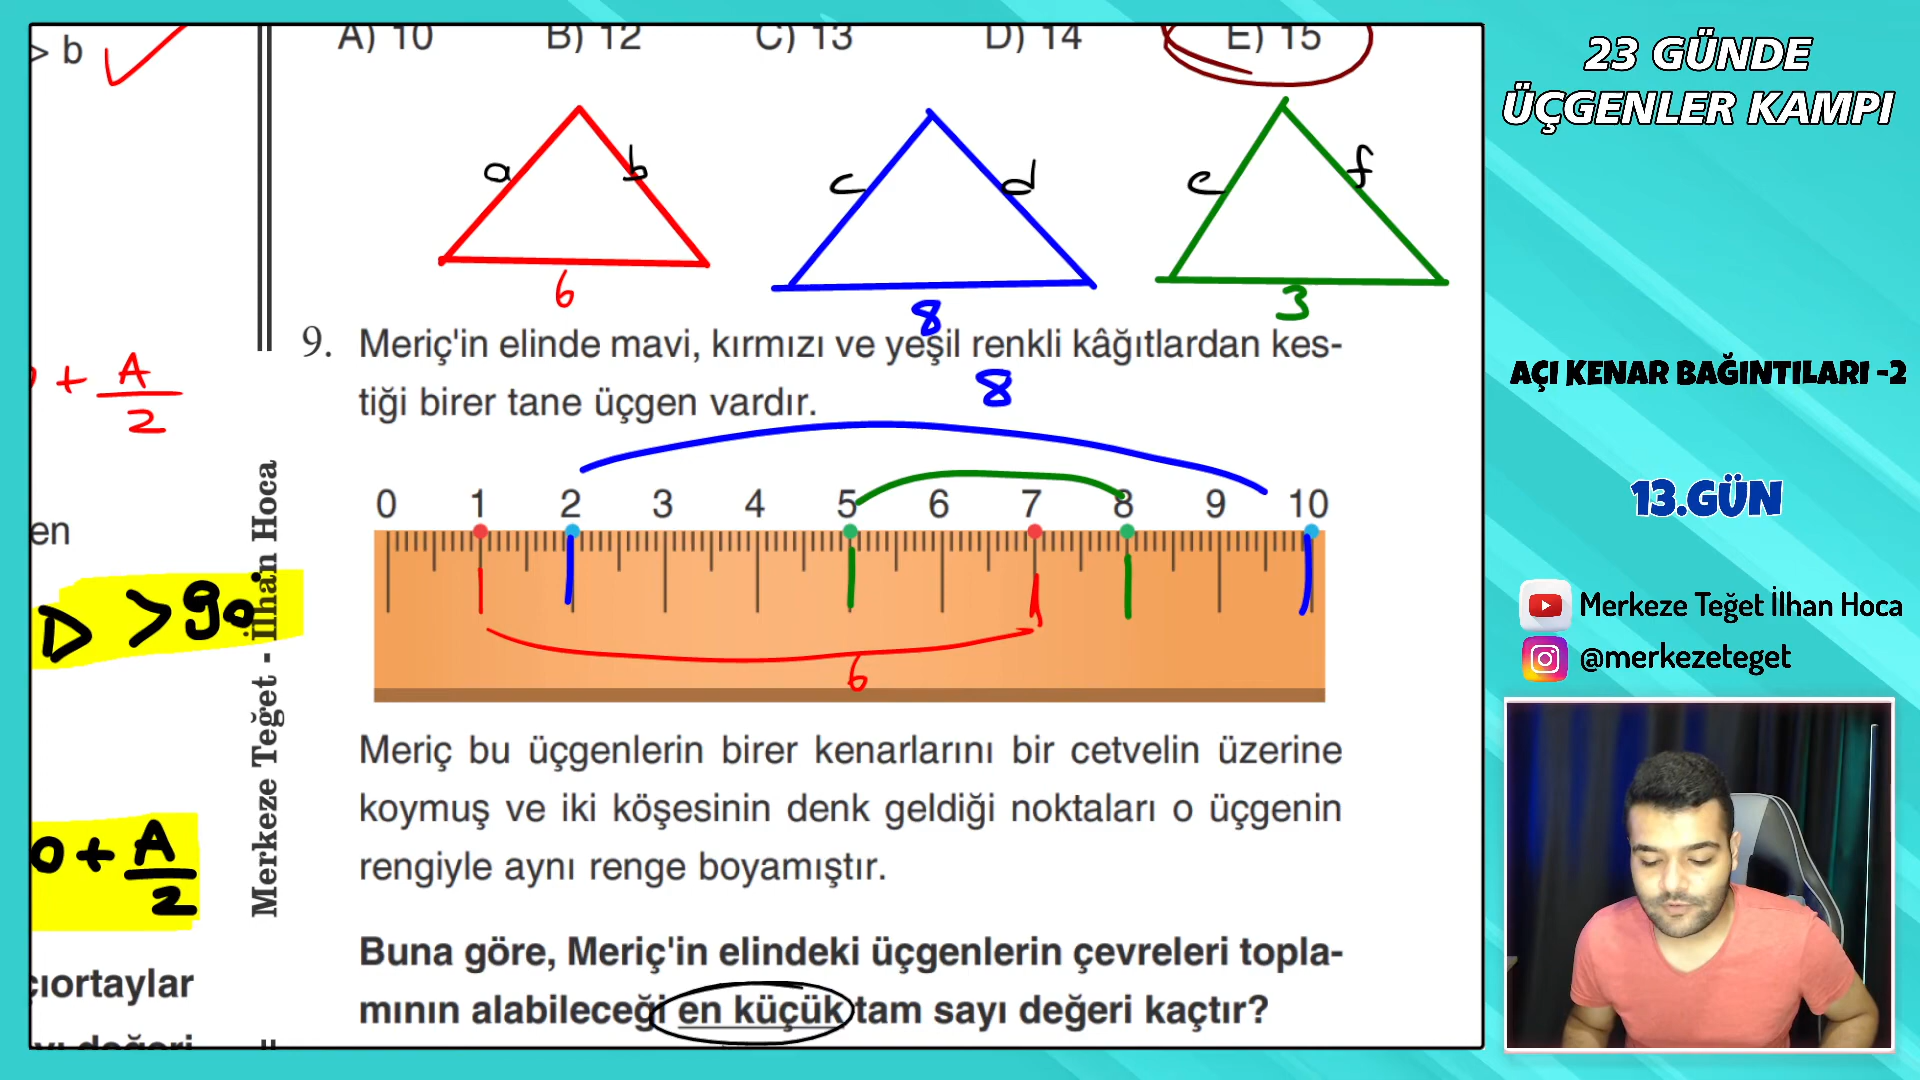 > b
A) 10 B) 12 C) 13 D) 14 E) 15
a b 6
c d 8
e f 3
9. Meriç'in elinde mavi, kırmızı ve yeşil renkli kâğıtlardan kes-
tiği birer tane üçgen vardır.
8
0 1 2 3 4 5 6 7 8 9 10
6
Meriç bu üçgenlerin birer kenarlarını bir cetvelin üzerine
koymuş ve iki köşesinin denk geldiği noktaları o üçgenin
rengiyle aynı renge boyamıştır.
Buna göre, Meriç'in elindeki üçgenlerin çevreleri topla-
mının alabileceği en küçük tam sayı değeri kaçtır?
+ A
2
en
D > 90
0 + A
2
çıortaylar
Merkeze Teğet - İlhan Hoca
23 GÜNDE
ÜÇGENLER KAMPI
AÇI KENAR BAĞINTILARI -2
13.GÜN
Merkeze Teğet İlhan Hoca
@merkezeteget